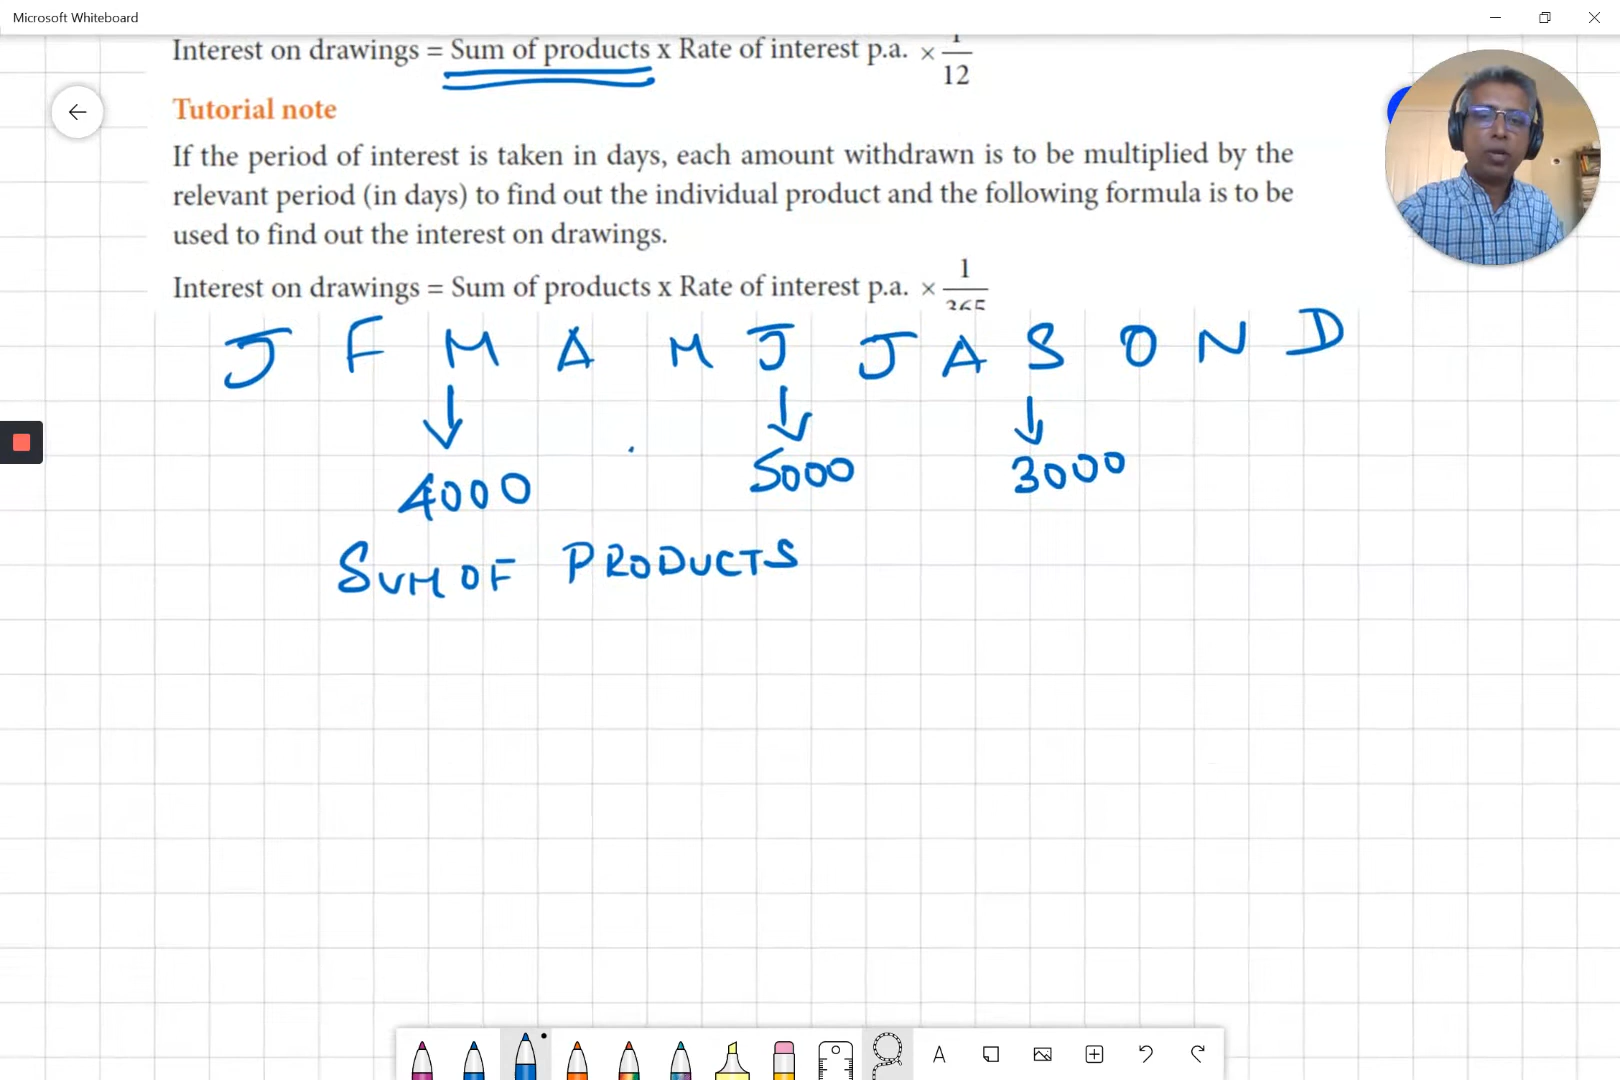 Microsoft Whiteboard
Interest on drawings = Sum of products x Rate of interest p.a. × 1/12
Tutorial note
If the period of interest is taken in days, each amount withdrawn is to be multiplied by the
relevant period (in days) to find out the individual product and the following formula is to be
used to find out the interest on drawings.
Interest on drawings = Sum of products x Rate of interest p.a. × 1/365
J F M A M J J A S O N D
4000 5000 3000
SUM OF PRODUCTS
A